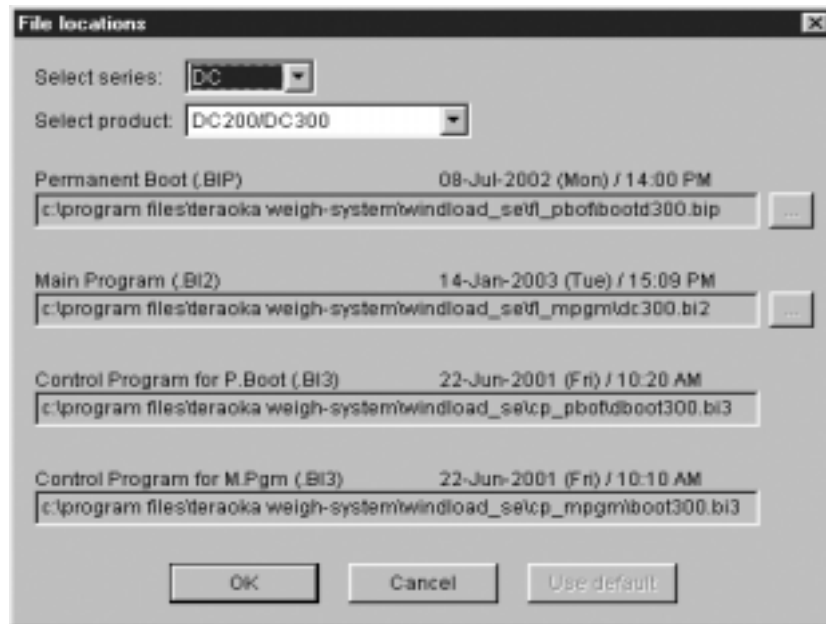 File locations
Select series: DC
Select product: DC200/DC300
Permanent Boot (.BIP) 08-Jul-2002 (Mon) / 14:00 PM
c:\program files\teraoka weigh-system\windload_se\fl_pbof\bootd300.bip ...
Main Program (.BI2) 14-Jan-2003 (Tue) / 15:09 PM
c:\program files\teraoka weigh-system\windload_se\fl_mpgm\dc300.bi2 ...
Control Program for P.Boot (.BI3) 22-Jun-2001 (Fri) / 10:20 AM
c:\program files\teraoka weigh-system\windload_se\cp_pbof\dboot300.bi3
Control Program for M.Pgm (.BI3) 22-Jun-2001 (Fri) / 10:10 AM
c:\program files\teraoka weigh-system\windload_se\cp_mpgm\boot300.bi3
OK Cancel Use default